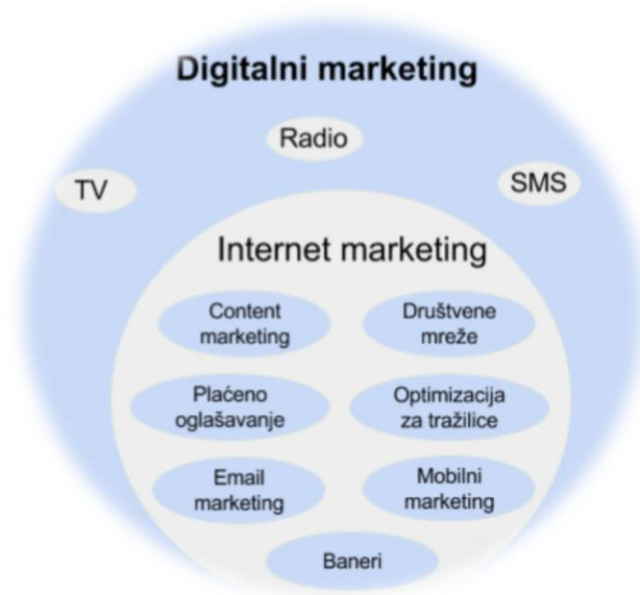 Digitalni marketing
Radio
TV
SMS
Internet marketing
Content
marketing
Društvene
mreže
Plaćeno
oglašavanje
Optimizacija
za tražilice
Email
marketing
Mobilni
marketing
Baneri